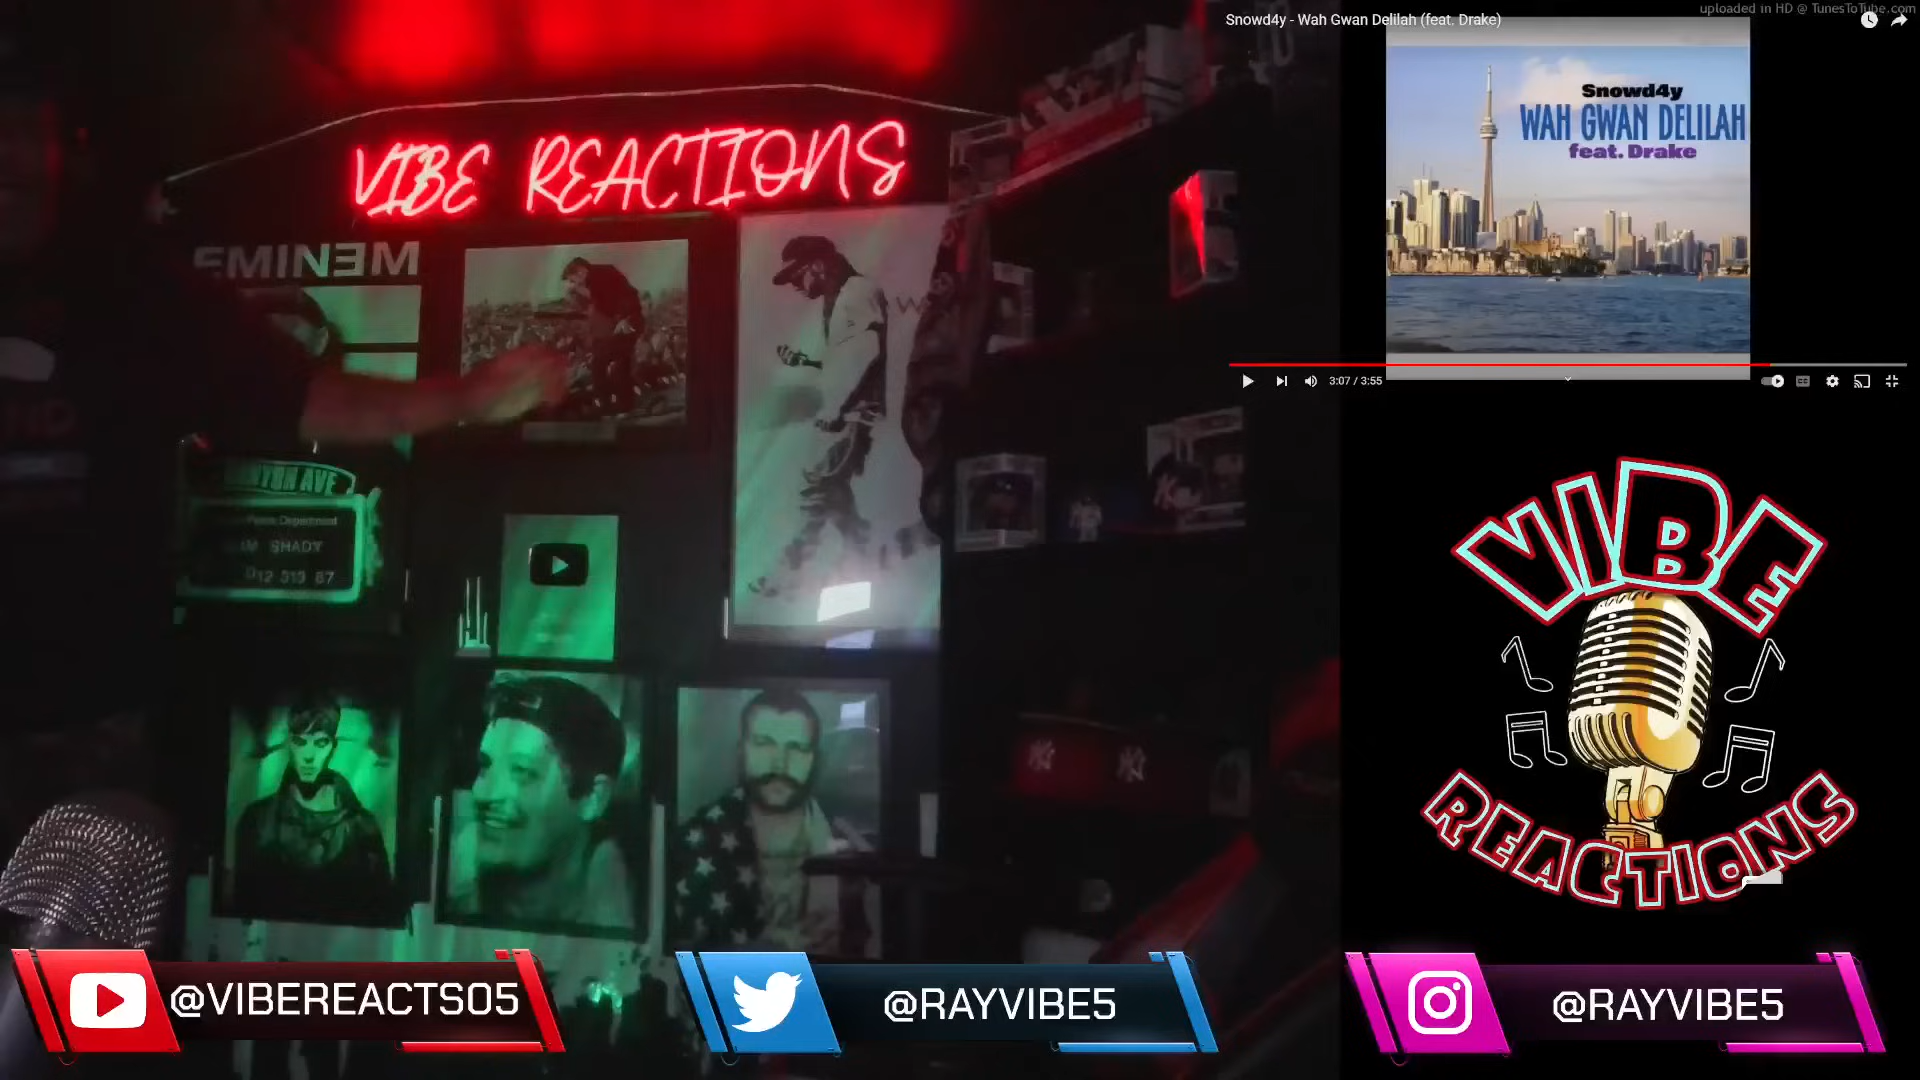 Snowd4y - Wah Gwan Delilah (feat. Drake)
uploaded in HD @ TunesToTube.com
Snowd4y
WAH GWAN DELILAH
feat. Drake
VIBE REACTIONS
EMINƎM
SHADY
3:07 / 3:55
VIBE
REACTIONS
@VIBEREACTS05
@RAYVIBE5
@RAYVIBE5